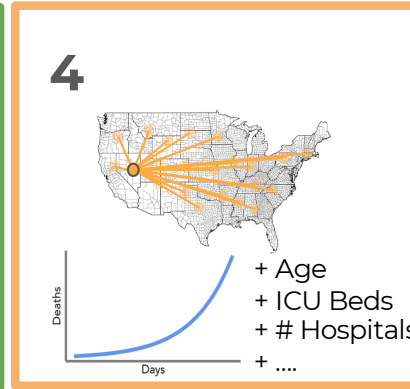 4
Deaths
Days
+ Age
+ ICU Beds
+ # Hospitals
+ ....